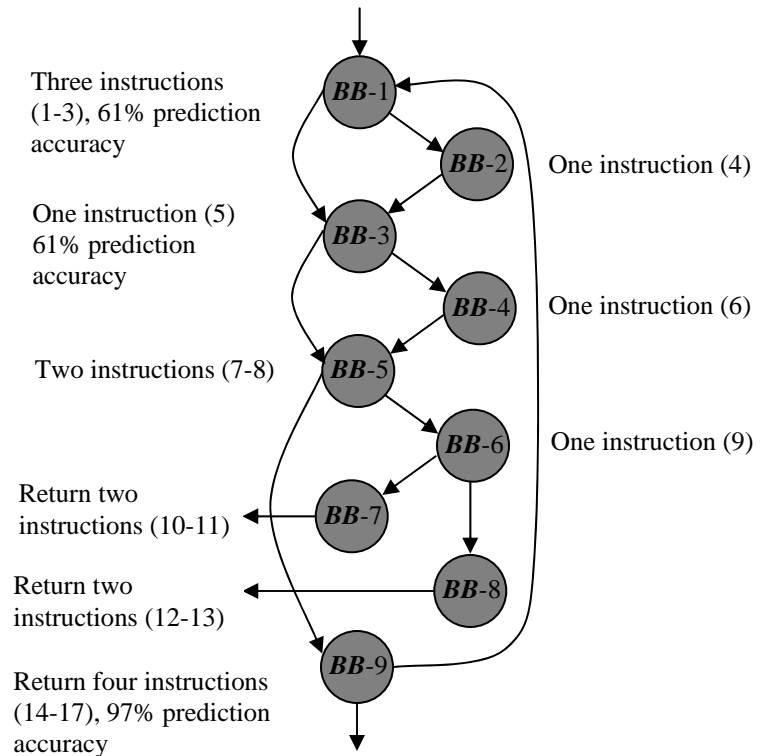 Three instructions
(1-3), 61% prediction
accuracy
BB-1
BB-2
One instruction (4)
One instruction (5)
61% prediction
accuracy
BB-3
BB-4
One instruction (6)
Two instructions (7-8)
BB-5
BB-6
One instruction (9)
Return two
instructions (10-11)
BB-7
Return two
instructions (12-13)
BB-8
BB-9
Return four instructions
(14-17), 97% prediction
accuracy